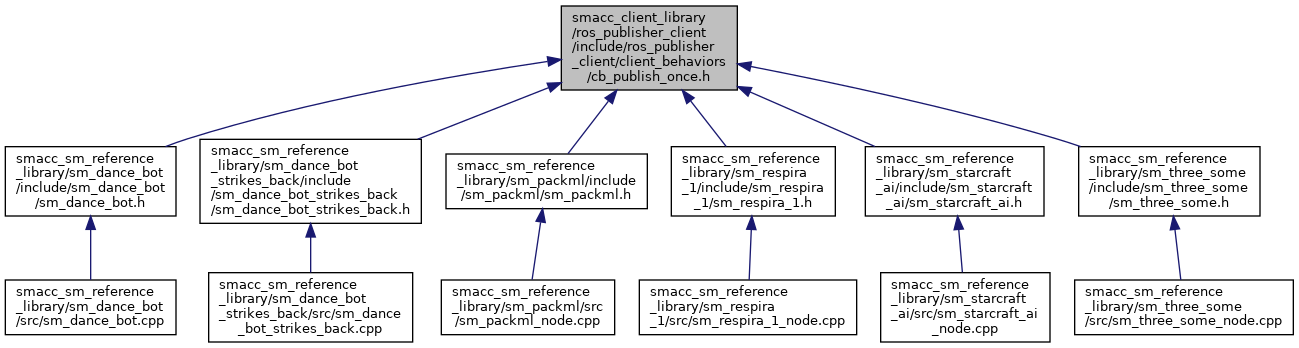 smacc_client_library
/ros_publisher_client
/include/ros_publisher
_client/client_behaviors
/cb_publish_once.h
smacc_sm_reference
_library/sm_dance_bot
/include/sm_dance_bot
/sm_dance_bot.h
smacc_sm_reference
_library/sm_dance_bot
_strikes_back/include
/sm_dance_bot_strikes_back
/sm_dance_bot_strikes_back.h
smacc_sm_reference
_library/sm_packml/include
/sm_packml/sm_packml.h
smacc_sm_reference
_library/sm_respira
_1/include/sm_respira
_1/sm_respira_1.h
smacc_sm_reference
_library/sm_starcraft
_ai/include/sm_starcraft
_ai/sm_starcraft_ai.h
smacc_sm_reference
_library/sm_three_some
/include/sm_three_some
/sm_three_some.h
smacc_sm_reference
_library/sm_dance_bot
/src/sm_dance_bot.cpp
smacc_sm_reference
_library/sm_dance_bot
_strikes_back/src/sm_dance
_bot_strikes_back.cpp
smacc_sm_reference
_library/sm_packml/src
/sm_packml_node.cpp
smacc_sm_reference
_library/sm_respira
_1/src/sm_respira_1_node.cpp
smacc_sm_reference
_library/sm_starcraft
_ai/src/sm_starcraft_ai
_node.cpp
smacc_sm_reference
_library/sm_three_some
/src/sm_three_some_node.cpp